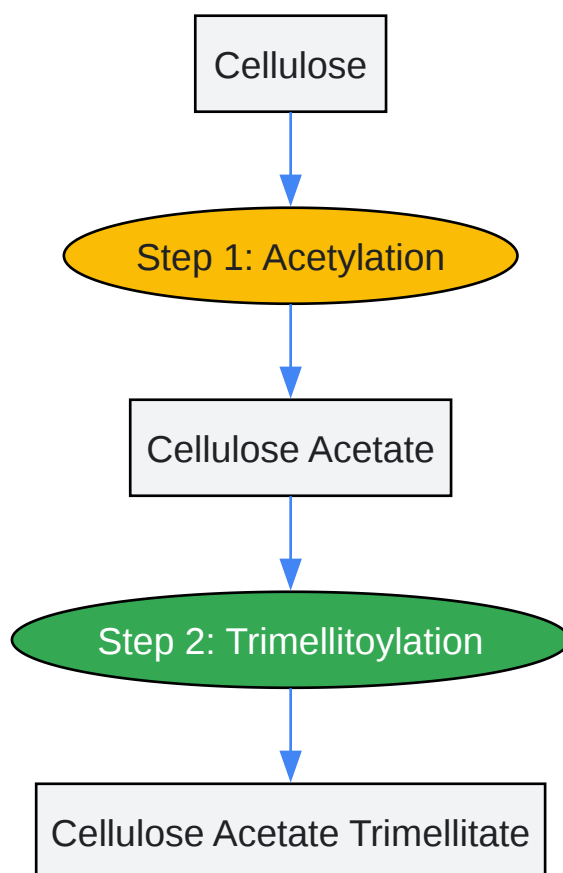 Cellulose
Step 1: Acetylation
Cellulose Acetate
Step 2: Trimellitoylation
Cellulose Acetate Trimellitate